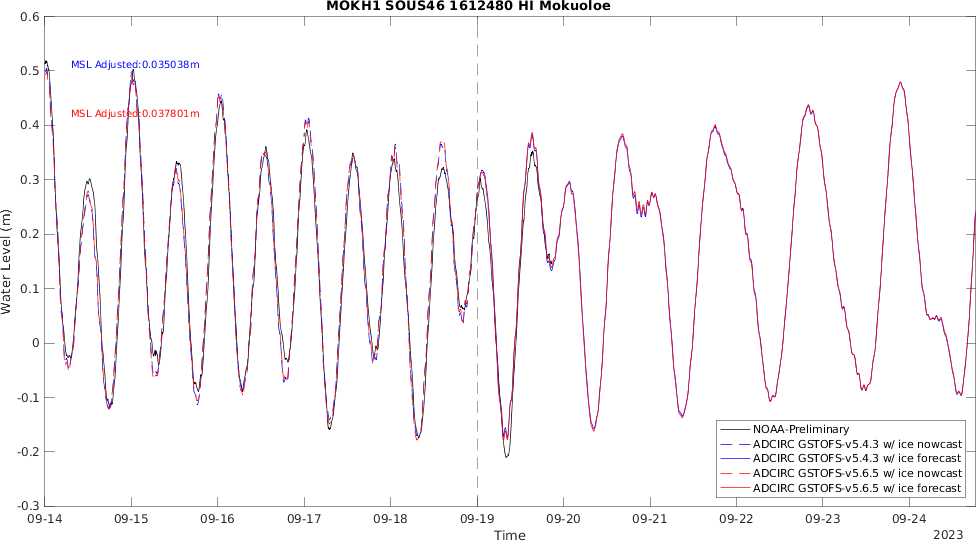 MOKH1 SOUS46 1612480 HI Mokuoloe
0.6
0.5
0.4
0.3
0.2
0.1
0
-0.1
-0.2
-0.3
Water Level (m)
MSL Adjusted:0.035038m
MSL Adjusted:0.037801m
NOAA-Preliminary
ADCIRC GSTOFS-v5.4.3 w/ ice nowcast
ADCIRC GSTOFS-v5.4.3 w/ ice forecast
ADCIRC GSTOFS-v5.6.5 w/ ice nowcast
ADCIRC GSTOFS-v5.6.5 w/ ice forecast
09-14 09-15 09-16 09-17 09-18 09-19 09-20 09-21 09-22 09-23 09-24
Time
2023